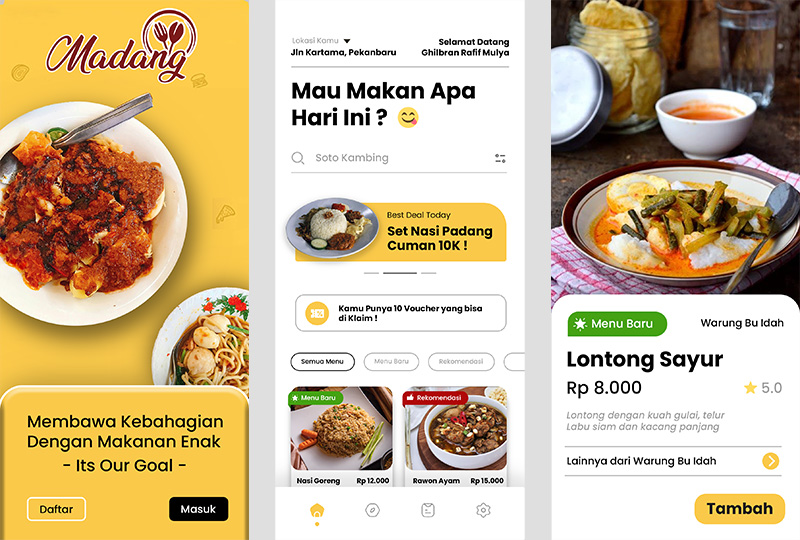 Madang
Membawa Kebahagian
Dengan Makanan Enak
- Its Our Goal -
Daftar
Masuk
Lokasi Kamu
Jln Kartama, Pekanbaru
Selamat Datang
Ghilbran Rafif Mulya
Mau Makan Apa
Hari Ini ?
Soto Kambing
Best Deal Today
Set Nasi Padang
Cuman 10K !
Kamu Punya 10 Voucher yang bisa
di Klaim !
Semua Menu
Menu Baru
Rekomendasi
Menu Baru
Rekomendasi
Nasi Goreng
Rp 12.000
Rawon Ayam
Rp 15.000
Menu Baru
Warung Bu Idah
Lontong Sayur
Rp 8.000
5.0
Lontong dengan kuah gulai, telur
Labu siam dan kacang panjang
Lainnya dari Warung Bu Idah
Tambah